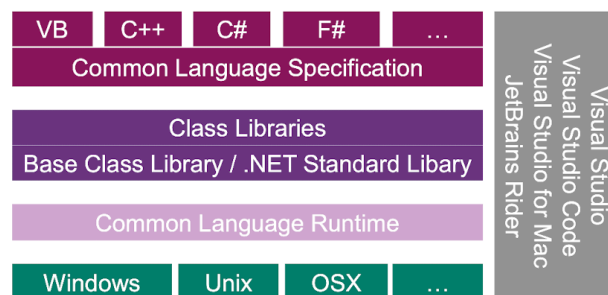 VB C++ C# F# ...
Common Language Specification
Class Libraries
Base Class Library / .NET Standard Libary
Common Language Runtime
Windows Unix OSX ...
Visual Studio
Visual Studio Code
Visual Studio for Mac
JetBrains Rider